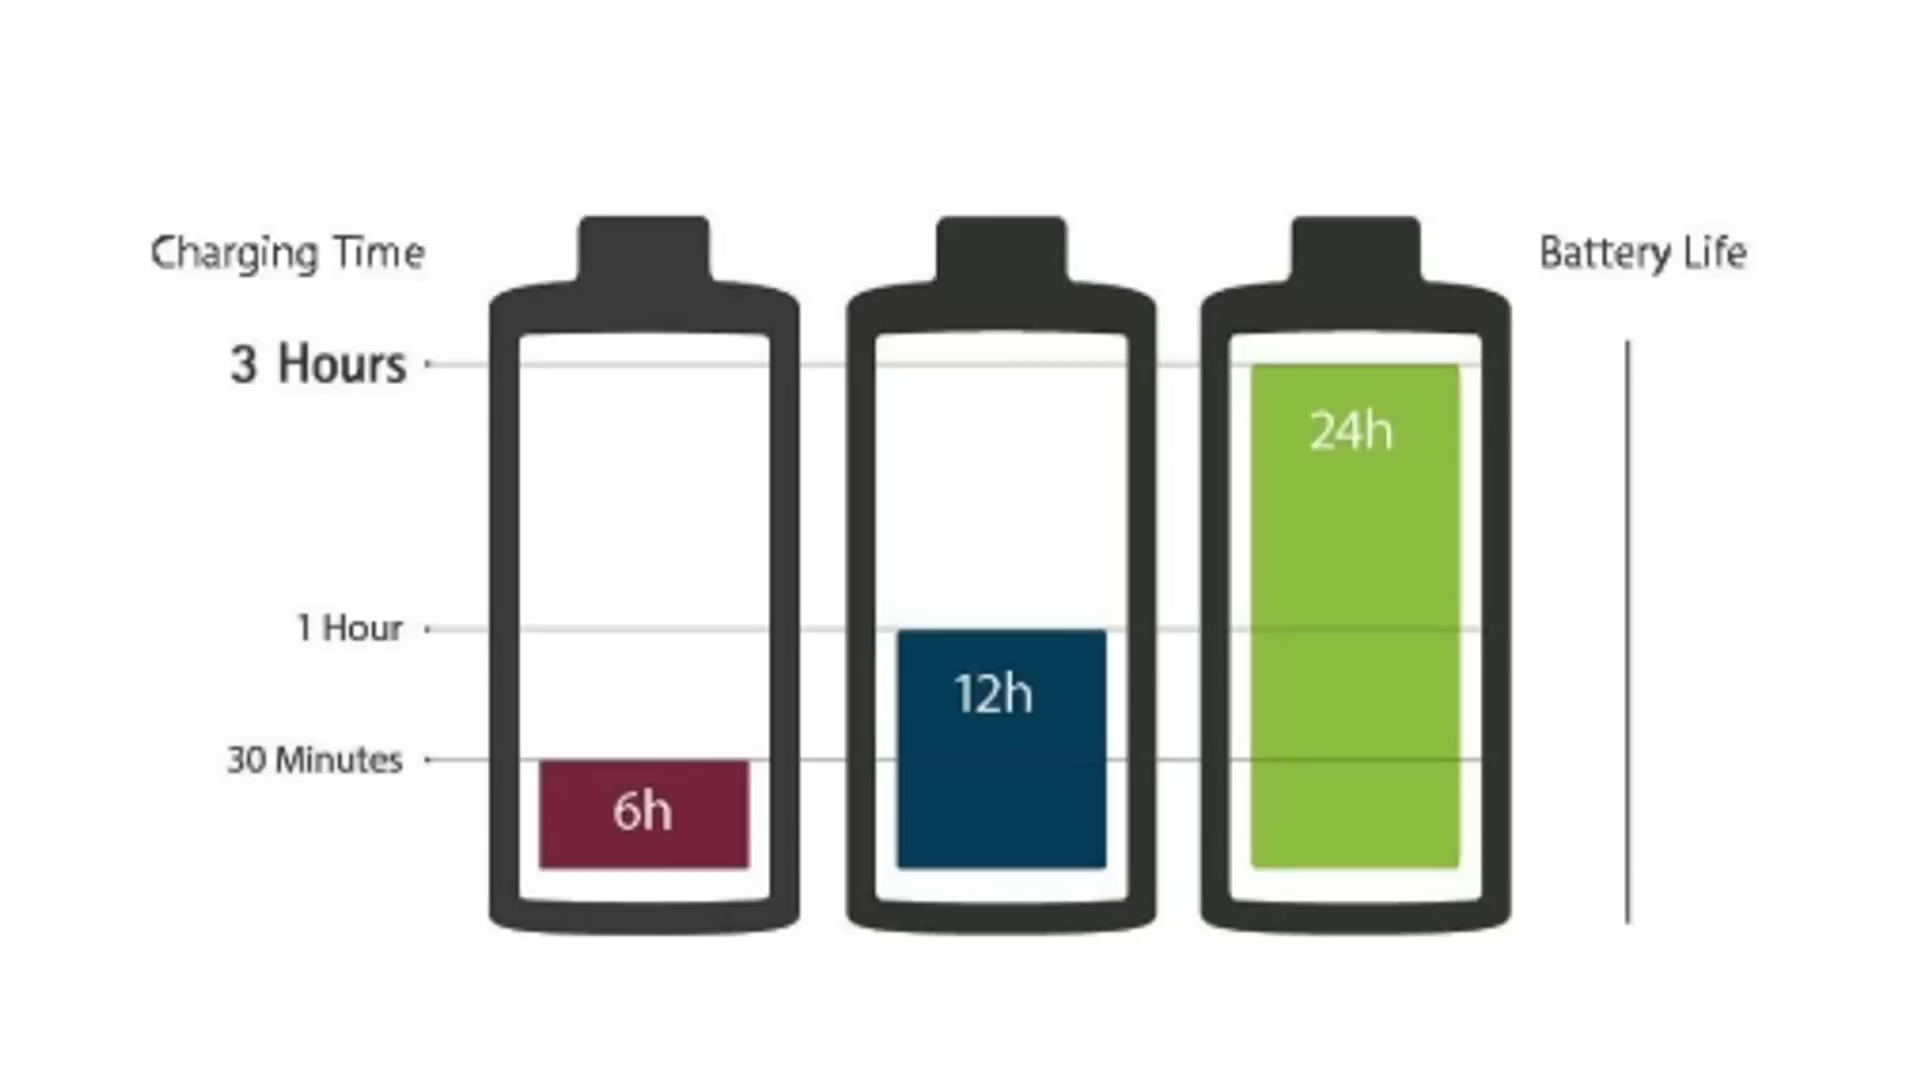 Charging Time
Battery Life
3 Hours
24h
1 Hour
12h
30 Minutes
6h